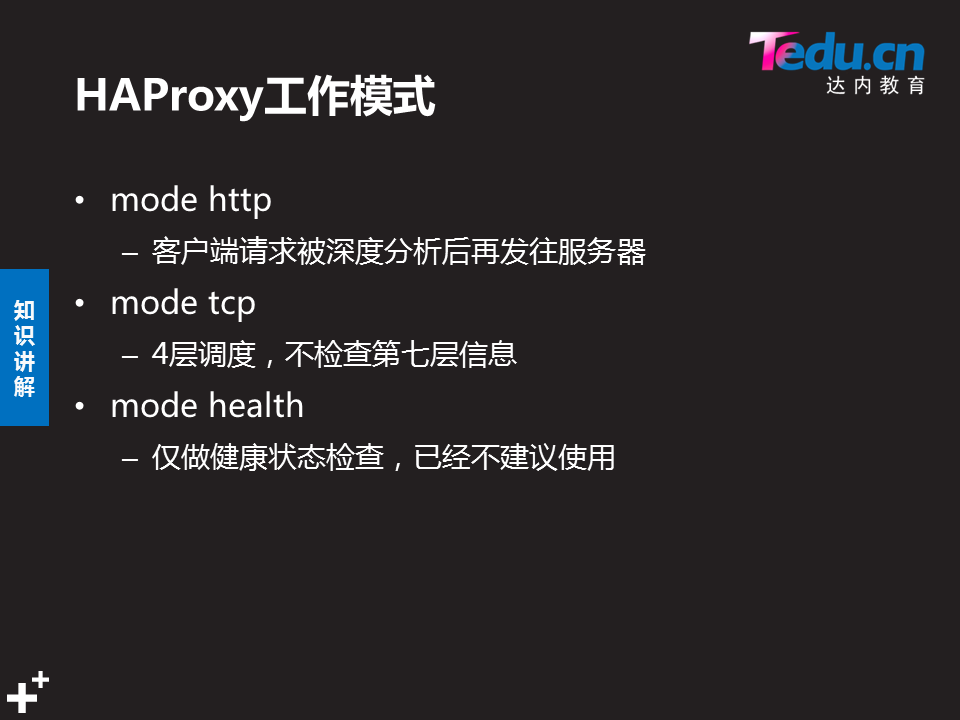 Tedu.cn
达内教育
HAProxy工作模式
• mode http
– 客户端请求被深度分析后再发往服务器
• mode tcp
– 4层调度，不检查第七层信息
• mode health
– 仅做健康状态检查，已经不建议使用
知识讲解